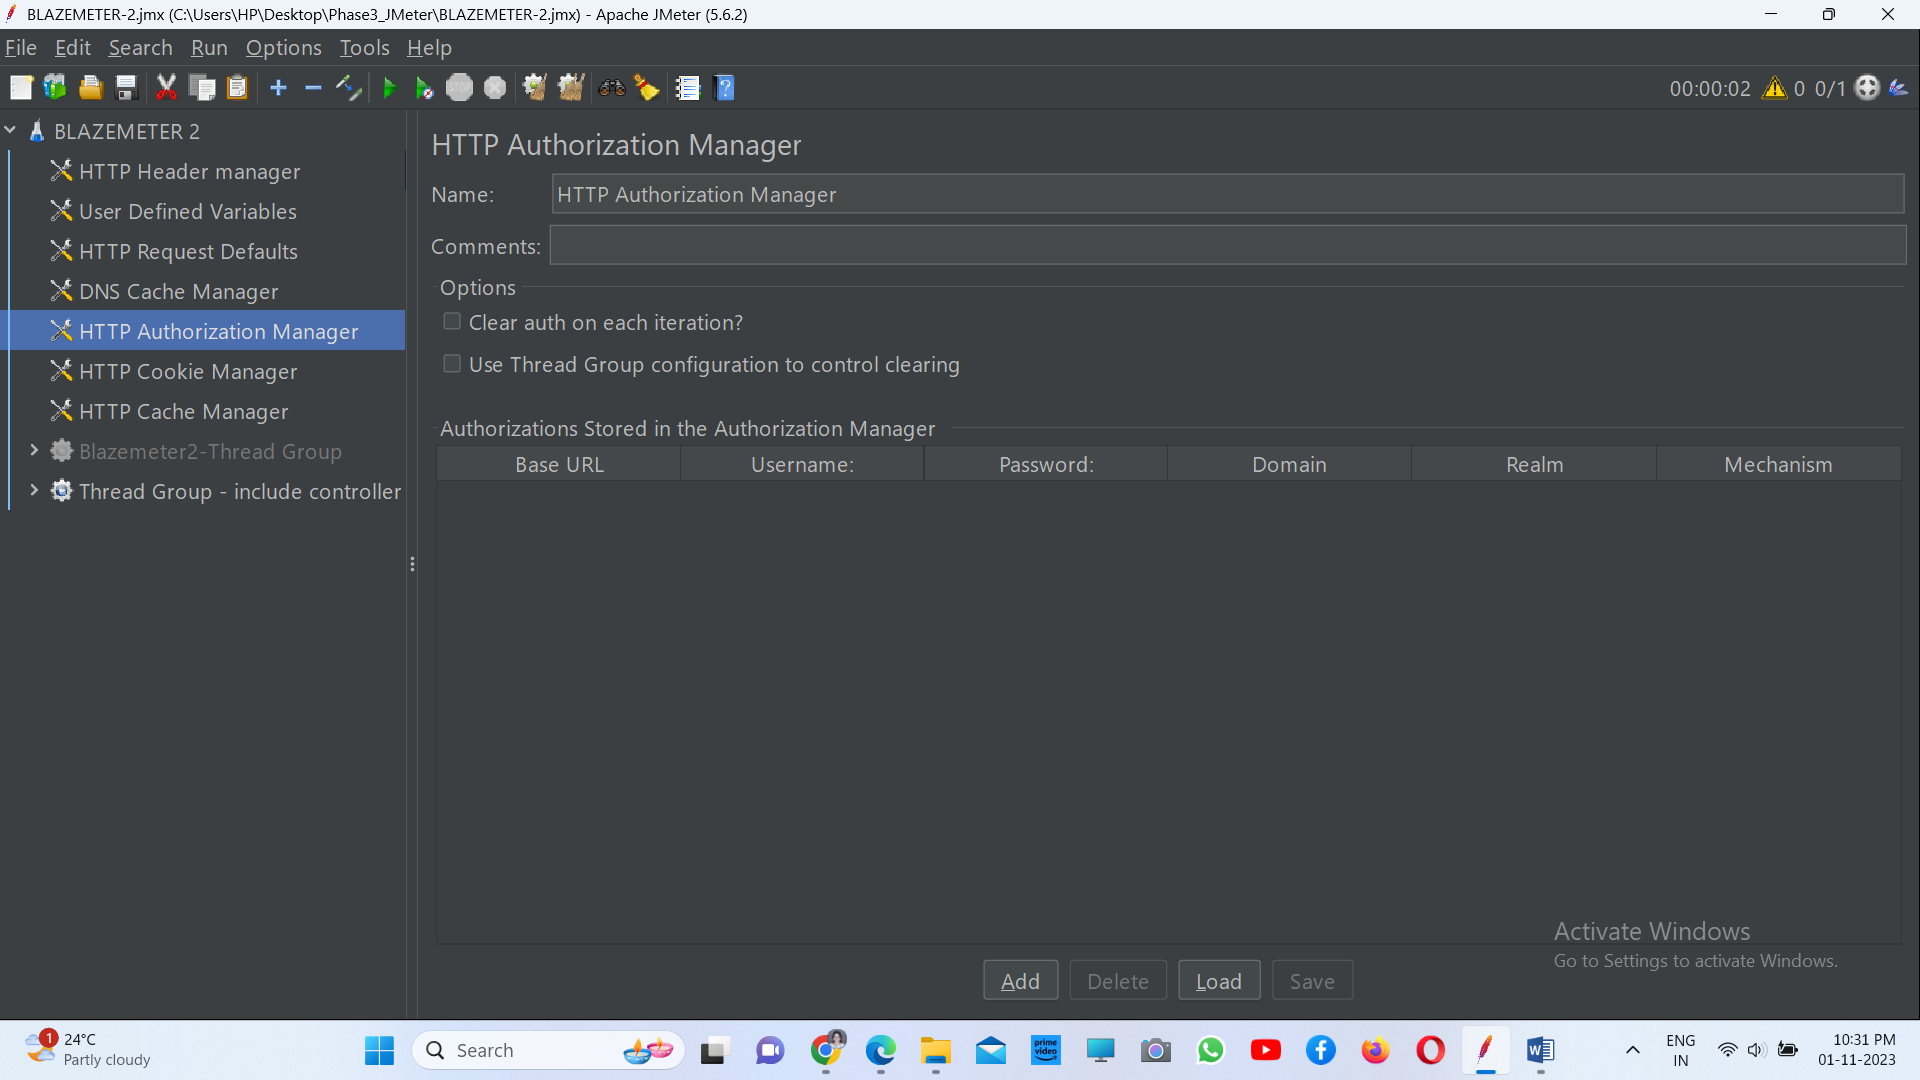 BLAZEMETER-2.jmx (C:\Users\HP\Desktop\Phase3_JMeter\BLAZEMETER-2.jmx) - Apache JMeter (5.6.2)
File Edit Search Run Options Tools Help
STOP ? 00:00:02 0 0/1
BLAZEMETER 2
HTTP Header manager
User Defined Variables
HTTP Request Defaults
DNS Cache Manager
HTTP Authorization Manager
HTTP Cookie Manager
HTTP Cache Manager
Blazemeter2-Thread Group
Thread Group - include controller
HTTP Authorization Manager
Name: HTTP Authorization Manager
Comments:
Options
Clear auth on each iteration?
Use Thread Group configuration to control clearing
Authorizations Stored in the Authorization Manager
Base URL Username: Password: Domain Realm Mechanism
Activate Windows
Go to Settings to activate Windows.
Add Delete Load Save
1 24°C
Partly cloudy
Search
prime video
W
ENG
IN
10:31 PM
01-11-2023